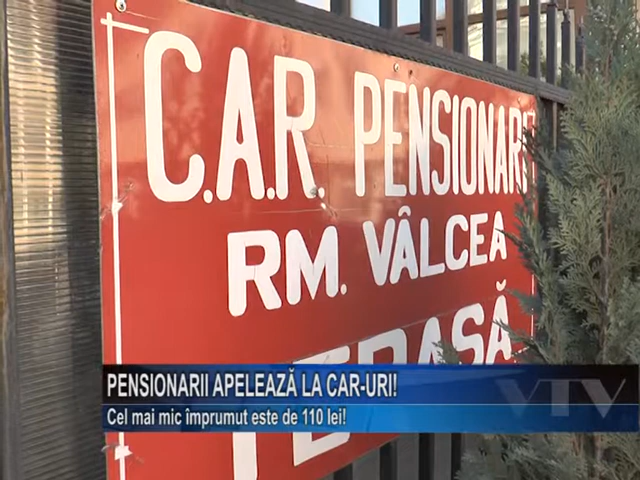 C.A.R. PENSIONARI
RM. VÂLCEA
TERASĂ
PENSIONARII APELEAZĂ LA CAR-URI!
VTV
Cel mai mic împrumut este de 110 lei!